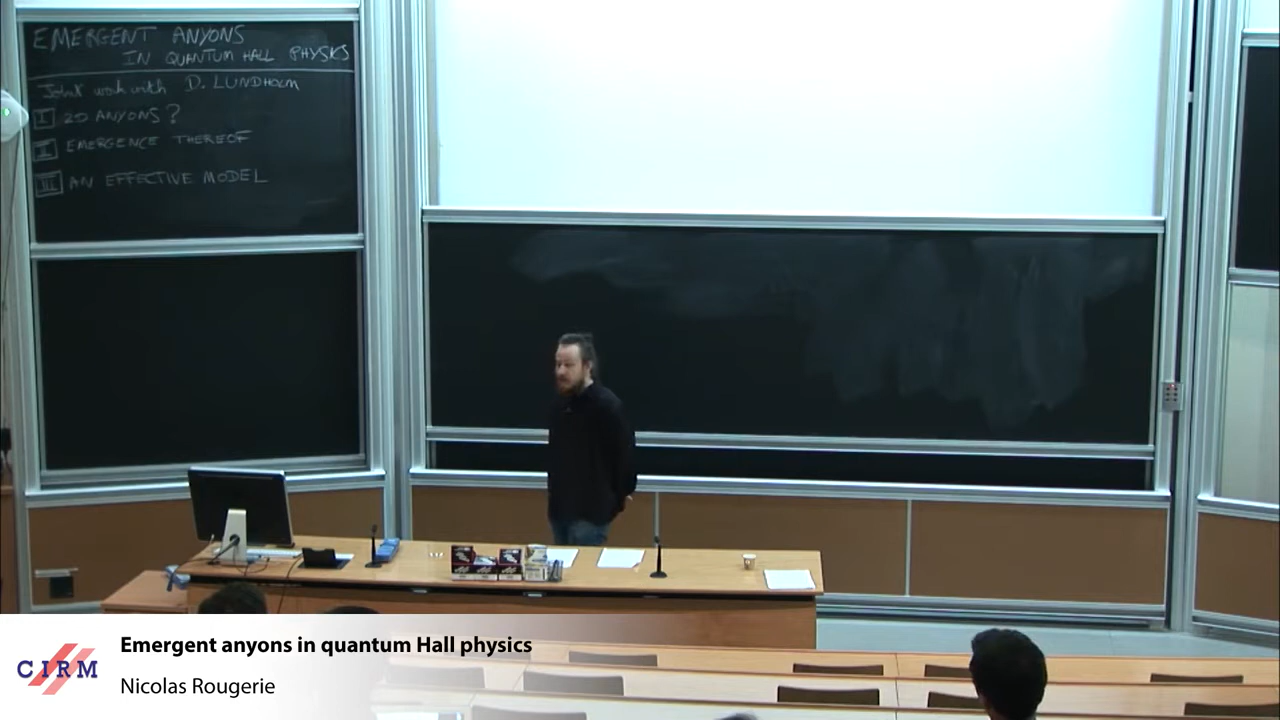 EMERGENT ANYONS
IN QUANTUM HALL PHYSICS
Joint work with D. LUNDHOLM
I 2D ANYONS?
II EMERGENCE THEREOF
III AN EFFECTIVE MODEL
CIRM
Emergent anyons in quantum Hall physics
Nicolas Rougerie